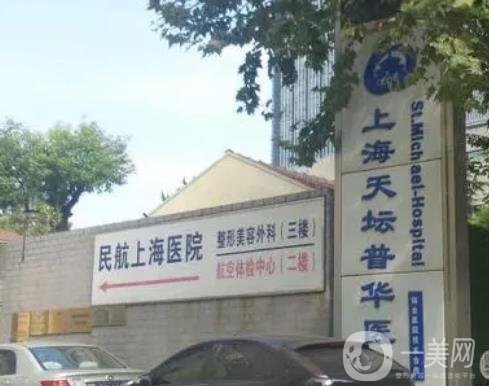 民航上海医院
整形美容外科（三楼）
航空体检中心（二楼）
上海天坛普华医
St.Michael-Hospital
一美网